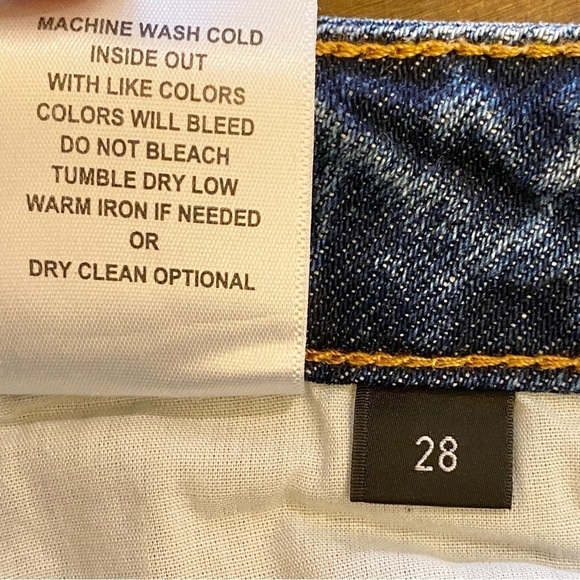 MACHINE WASH COLD
INSIDE OUT
WITH LIKE COLORS
COLORS WILL BLEED
DO NOT BLEACH
TUMBLE DRY LOW
WARM IRON IF NEEDED
OR
DRY CLEAN OPTIONAL
28